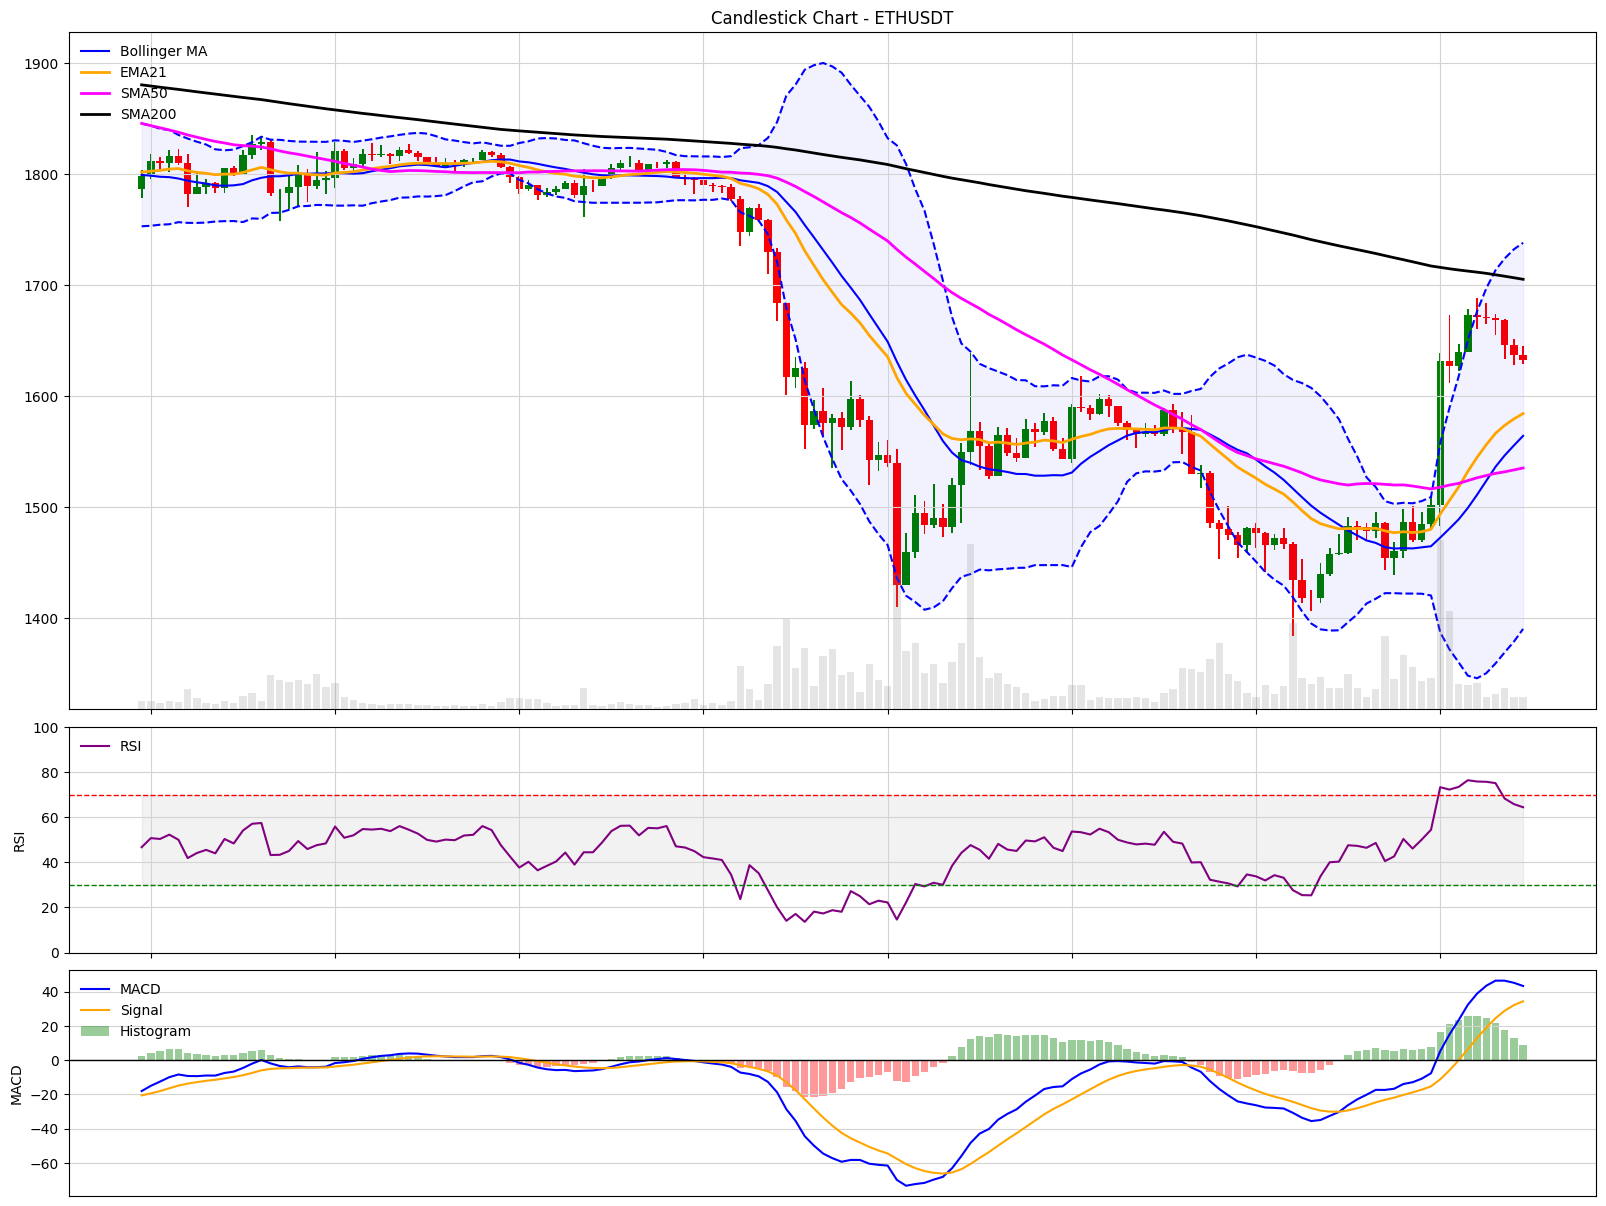 Candlestick Chart - ETHUSDT
Bollinger MA
EMA21
SMA50
SMA200
1900
1800
1700
1600
1500
1400
RSI
RSI
100
80
60
40
20
0
MACD
Signal
Histogram
MACD
40
20
0
−20
−40
−60